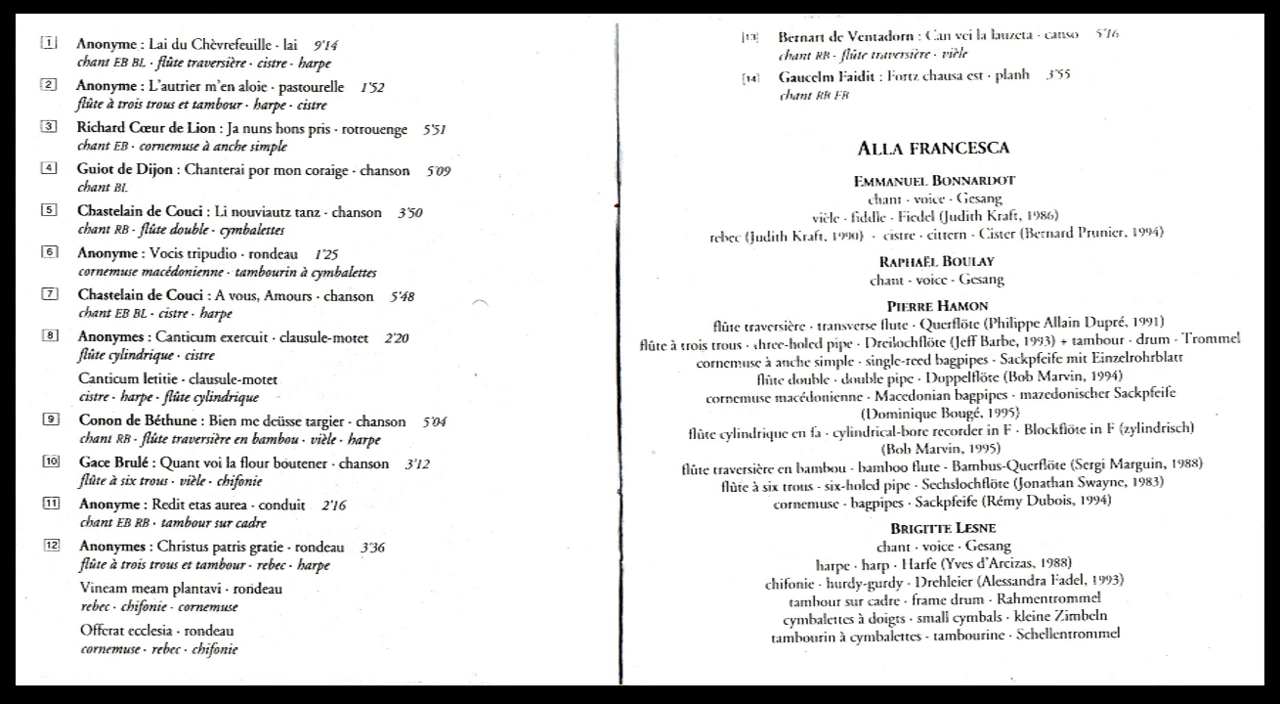 1 Anonyme : Lai du Chèvrefeuille · lai 9'14
chant EB BL · flûte traversière · cistre · harpe
2 Anonyme : L'autrier m'en aloie · pastourelle 1'52
flûte à trois trous et tambour · harpe · cistre
3 Richard Cœur de Lion : Ja nuns hons pris · rotrouenge 5'51
chant EB · cornemuse à anche simple
4 Guiot de Dijon : Chanterai por mon coraige · chanson 5'09
chant BL
5 Chastelain de Couci : Li nouviautz tanz · chanson 3'50
chant RB · flûte double · cymbalettes
6 Anonyme : Vocis tripudio · rondeau 1'25
cornemuse macédonienne · tambourin à cymbalettes
7 Chastelain de Couci : A vous, Amours · chanson 5'48
chant EB BL · cistre · harpe
8 Anonymes : Canticum exercuit · clausule-motet 2'20
flûte cylindrique · cistre
Canticum letitie · clausule-motet
cistre · harpe · flûte cylindrique
9 Conon de Béthune : Bien me deüsse targier · chanson 5'04
chant RB · flûte traversière en bambou · vièle · harpe
10 Gace Brulé : Quant voi la flour boutener · chanson 3'12
flûte à six trous · vièle · chifonie
11 Anonyme : Redit etas aurea · conduit 2'16
chant EB RB · tambour sur cadre
12 Anonymes : Christus patris gratie · rondeau 3'36
flûte à trois trous et tambour · rebec · harpe
Vineam meam plantavi · rondeau
rebec · chifonie · cornemuse
Offerat ecclesia · rondeau
cornemuse · rebec · chifonie
13 Bernart de Ventadorn : Can vei la lauzeta · canso 5'16
chant RB · flûte traversière · vièle
14 Gaucelm Faidit : Fortz chausa est · planh 3'55
chant RB EB
ALLA FRANCESCA
EMMANUEL BONNARDOT
chant · voice · Gesang
vièle · fiddle · Fiedel (Judith Kraft, 1986)
rebec (Judith Kraft, 1990) · cistre · cittern · Cister (Bernard Prunier, 1994)
RAPHAËL BOULAY
chant · voice · Gesang
PIERRE HAMON
flûte traversière · transverse flute · Querflöte (Philippe Allain Dupré, 1991)
flûte à trois trous · three-holed pipe · Dreilochflöte (Jeff Barbe, 1993) + tambour · drum · Trommel
cornemuse à anche simple · single-reed bagpipes · Sackpfeife mit Einzelrohrblatt
flûte double · double pipe · Doppelflöte (Bob Marvin, 1994)
cornemuse macédonienne · Macedonian bagpipes · mazedonischer Sackpfeife
(Dominique Bougé, 1995)
flûte cylindrique en fa · cylindrical-bore recorder in F · Blockflöte in F (zylindrisch)
(Bob Marvin, 1995)
flûte traversière en bambou · bamboo flute · Bambus-Querflöte (Sergi Marguin, 1988)
flûte à six trous · six-holed pipe · Sechslochflöte (Jonathan Swayne, 1983)
cornemuse · bagpipes · Sackpfeife (Rémy Dubois, 1994)
BRIGITTE LESNE
chant · voice · Gesang
harpe · harp · Harfe (Yves d'Arcizas, 1988)
chifonie · hurdy-gurdy · Drehleier (Alessandra Fadel, 1993)
tambour sur cadre · frame drum · Rahmentrommel
cymbalettes à doigts · small cymbals · kleine Zimbeln
tambourin à cymbalettes · tambourine · Schellentrommel